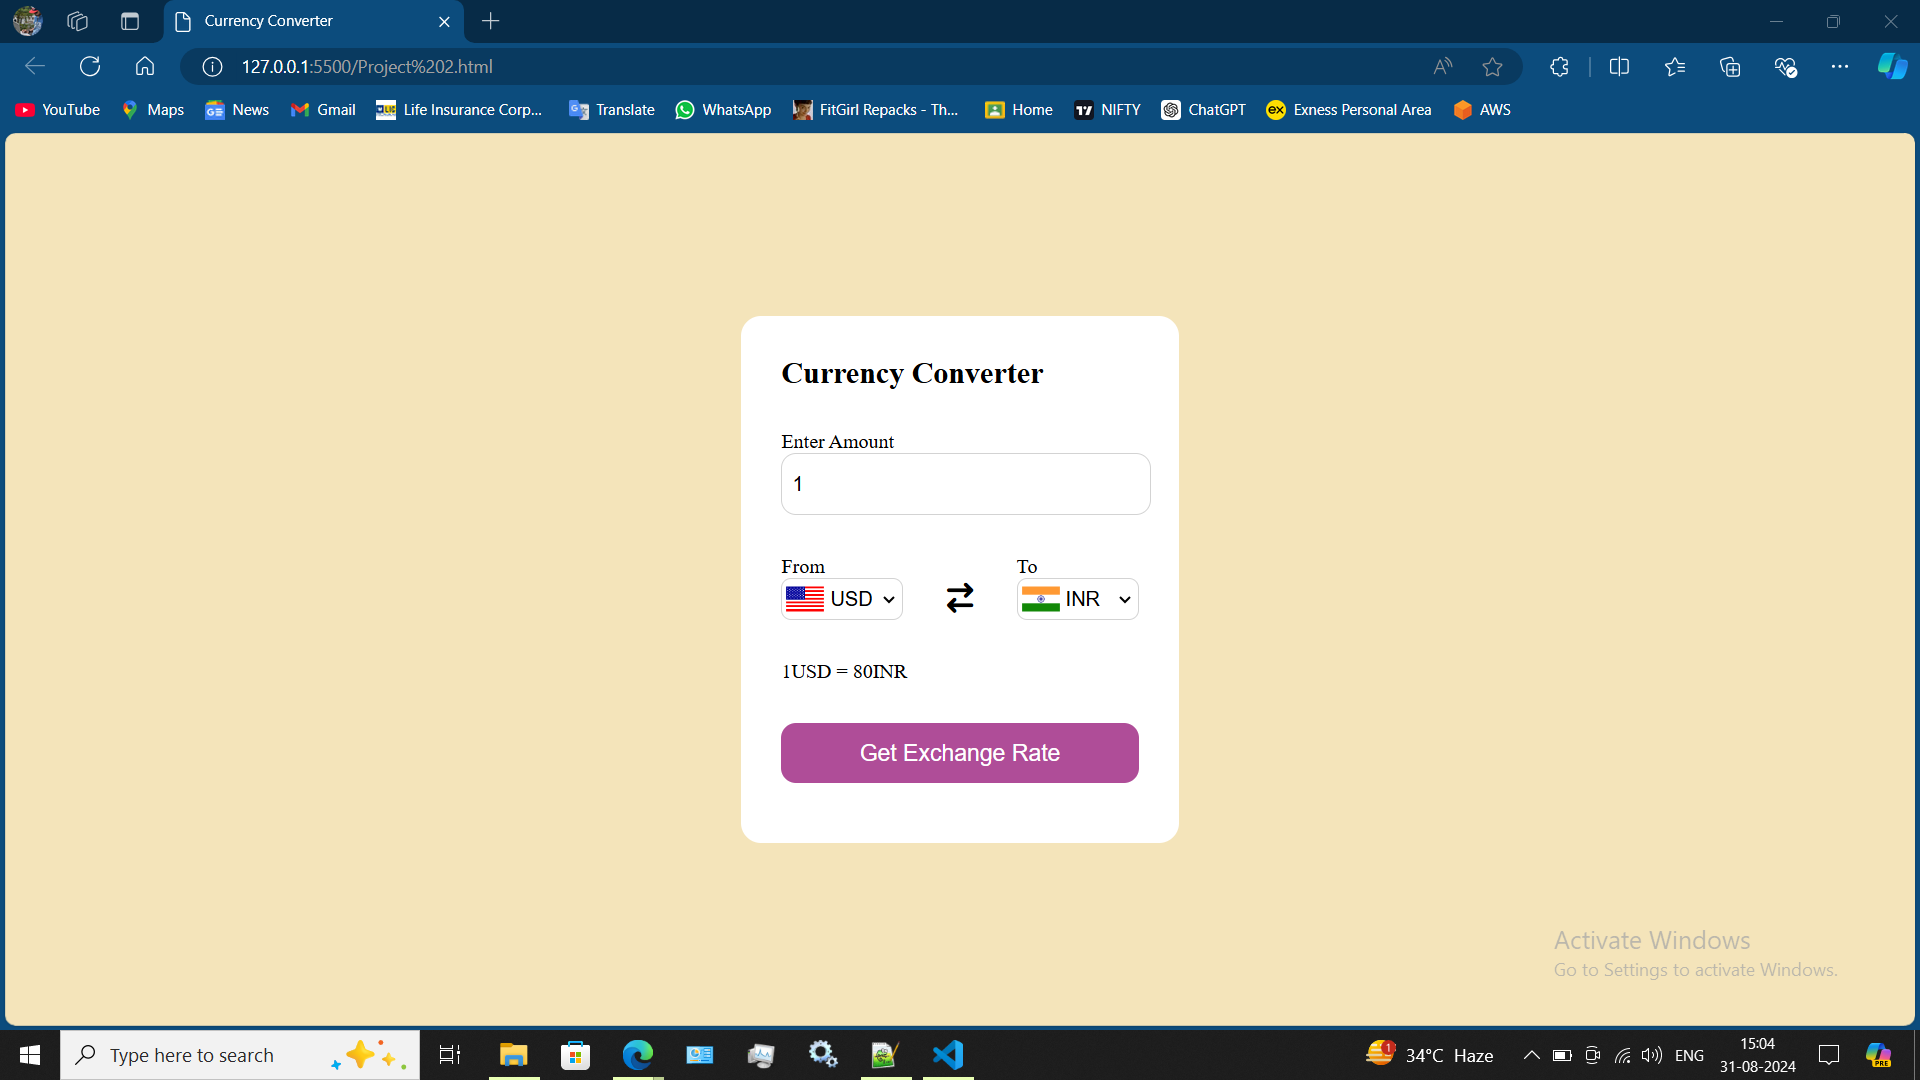 Currency Converter
127.0.0.1:5500/Project%202.html
YouTube Maps News Gmail Life Insurance Corp... Translate WhatsApp FitGirl Repacks - Th... Home NIFTY ChatGPT Exness Personal Area AWS
Currency Converter
Enter Amount
1
From To
USD INR
1USD = 80INR
Get Exchange Rate
Activate Windows
Go to Settings to activate Windows.
Type here to search
1 34°C Haze ENG 15:04
31-08-2024
PRE